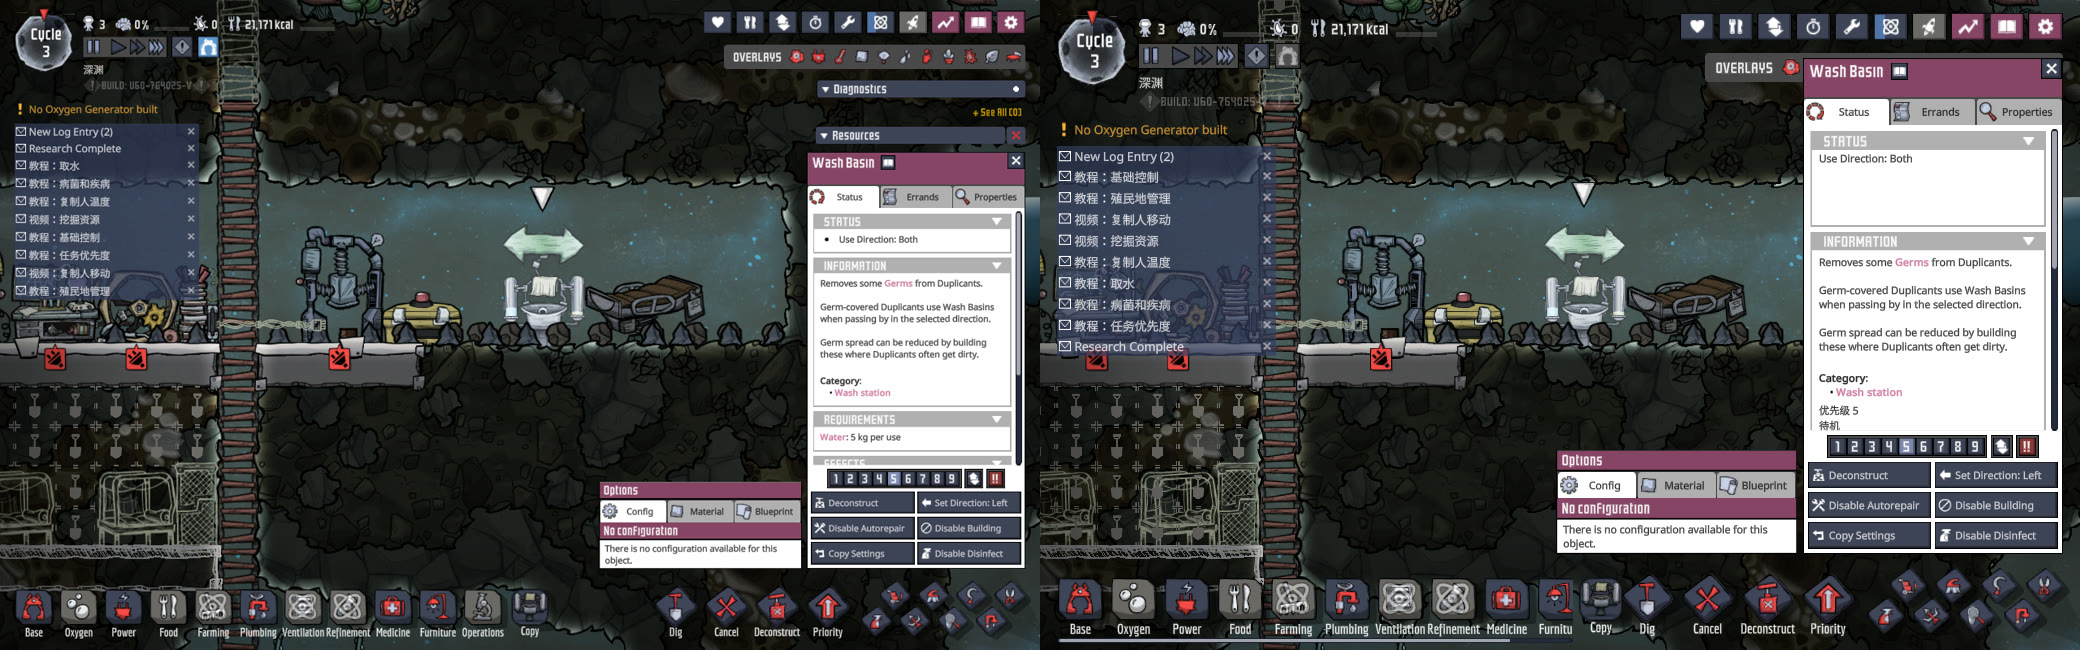 Cycle
3
3
0%
0
21,171 kcal
深渊
BUILD: U60-764025-V
No Oxygen Generator built
New Log Entry (2)
Research Complete
教程：取水
教程：病菌和疾病
教程：复制人温度
视频：挖掘资源
教程：基础控制
教程：任务优先度
视频：复制人移动
教程：殖民地管理
OVERLAYS
Diagnostics
+ See All (0)
Resources
Wash Basin
Status
Errands
Properties
STATUS
• Use Direction: Both
INFORMATION
Removes some Germs from Duplicants.
Germ-covered Duplicants use Wash Basins
when passing by in the selected direction.
Germ spread can be reduced by building
these where Duplicants often get dirty.
Category:
• Wash station
REQUIREMENTS
Water: 5 kg per use
EFFECTS
1 2 3 4 5 6 7 8 9 !!
Deconstruct
Set Direction: Left
Disable Autorepair
Disable Building
Copy Settings
Disable Disinfect
Options
Config
Material
Blueprint
No configuration
There is no configuration available for this
object.
Base
Oxygen
Power
Food
Farming
Plumbing
Ventilation
Refinement
Medicine
Furniture
Operations
Copy
Dig
Cancel
Deconstruct
Priority
Cycle
3
3
0%
0
21,171 kcal
深渊
BUILD: U60-764025
No Oxygen Generator built
New Log Entry (2)
教程：基础控制
教程：殖民地管理
视频：复制人移动
视频：挖掘资源
教程：复制人温度
教程：取水
教程：病菌和疾病
教程：任务优先度
Research Complete
OVERLAYS
Wash Basin
Status
Errands
Properties
STATUS
Use Direction: Both
INFORMATION
Removes some Germs from Duplicants.
Germ-covered Duplicants use Wash Basins
when passing by in the selected direction.
Germ spread can be reduced by building
these where Duplicants often get dirty.
Category:
• Wash station
优先级 5
待机
1 2 3 4 5 6 7 8 9 !!
Deconstruct
Set Direction: Left
Disable Autorepair
Disable Building
Copy Settings
Disable Disinfect
Options
Config
Material
Blueprint
No configuration
There is no configuration available for this
object.
Base
Oxygen
Power
Food
Farming
Plumbing
Ventilation
Refinement
Medicine
Furnitu
Copy
Dig
Cancel
Deconstruct
Priority